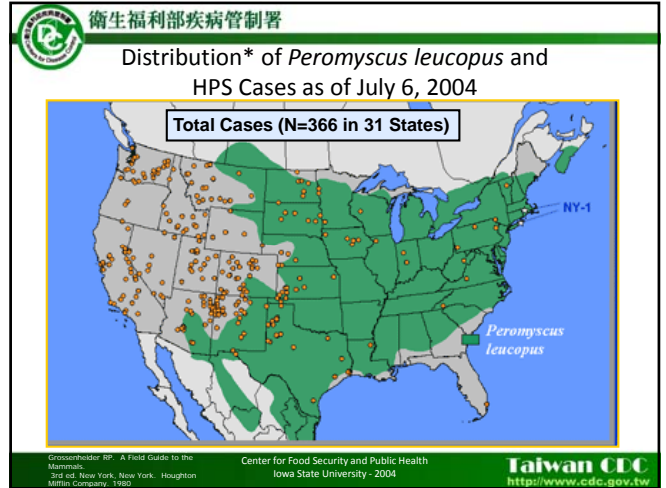 衛生福利部疾病管制署
Distribution* of Peromyscus leucopus and
HPS Cases as of July 6, 2004
Total Cases (N=366 in 31 States)
NY-1
Peromyscus
leucopus
Grossenheider RP. A Field Guide to the
Mammals.
3rd ed. New York, New York. Houghton
Mifflin Company. 1980
Center for Food Security and Public Health
Iowa State University - 2004
Taiwan CDC
http://www.cdc.gov.tw